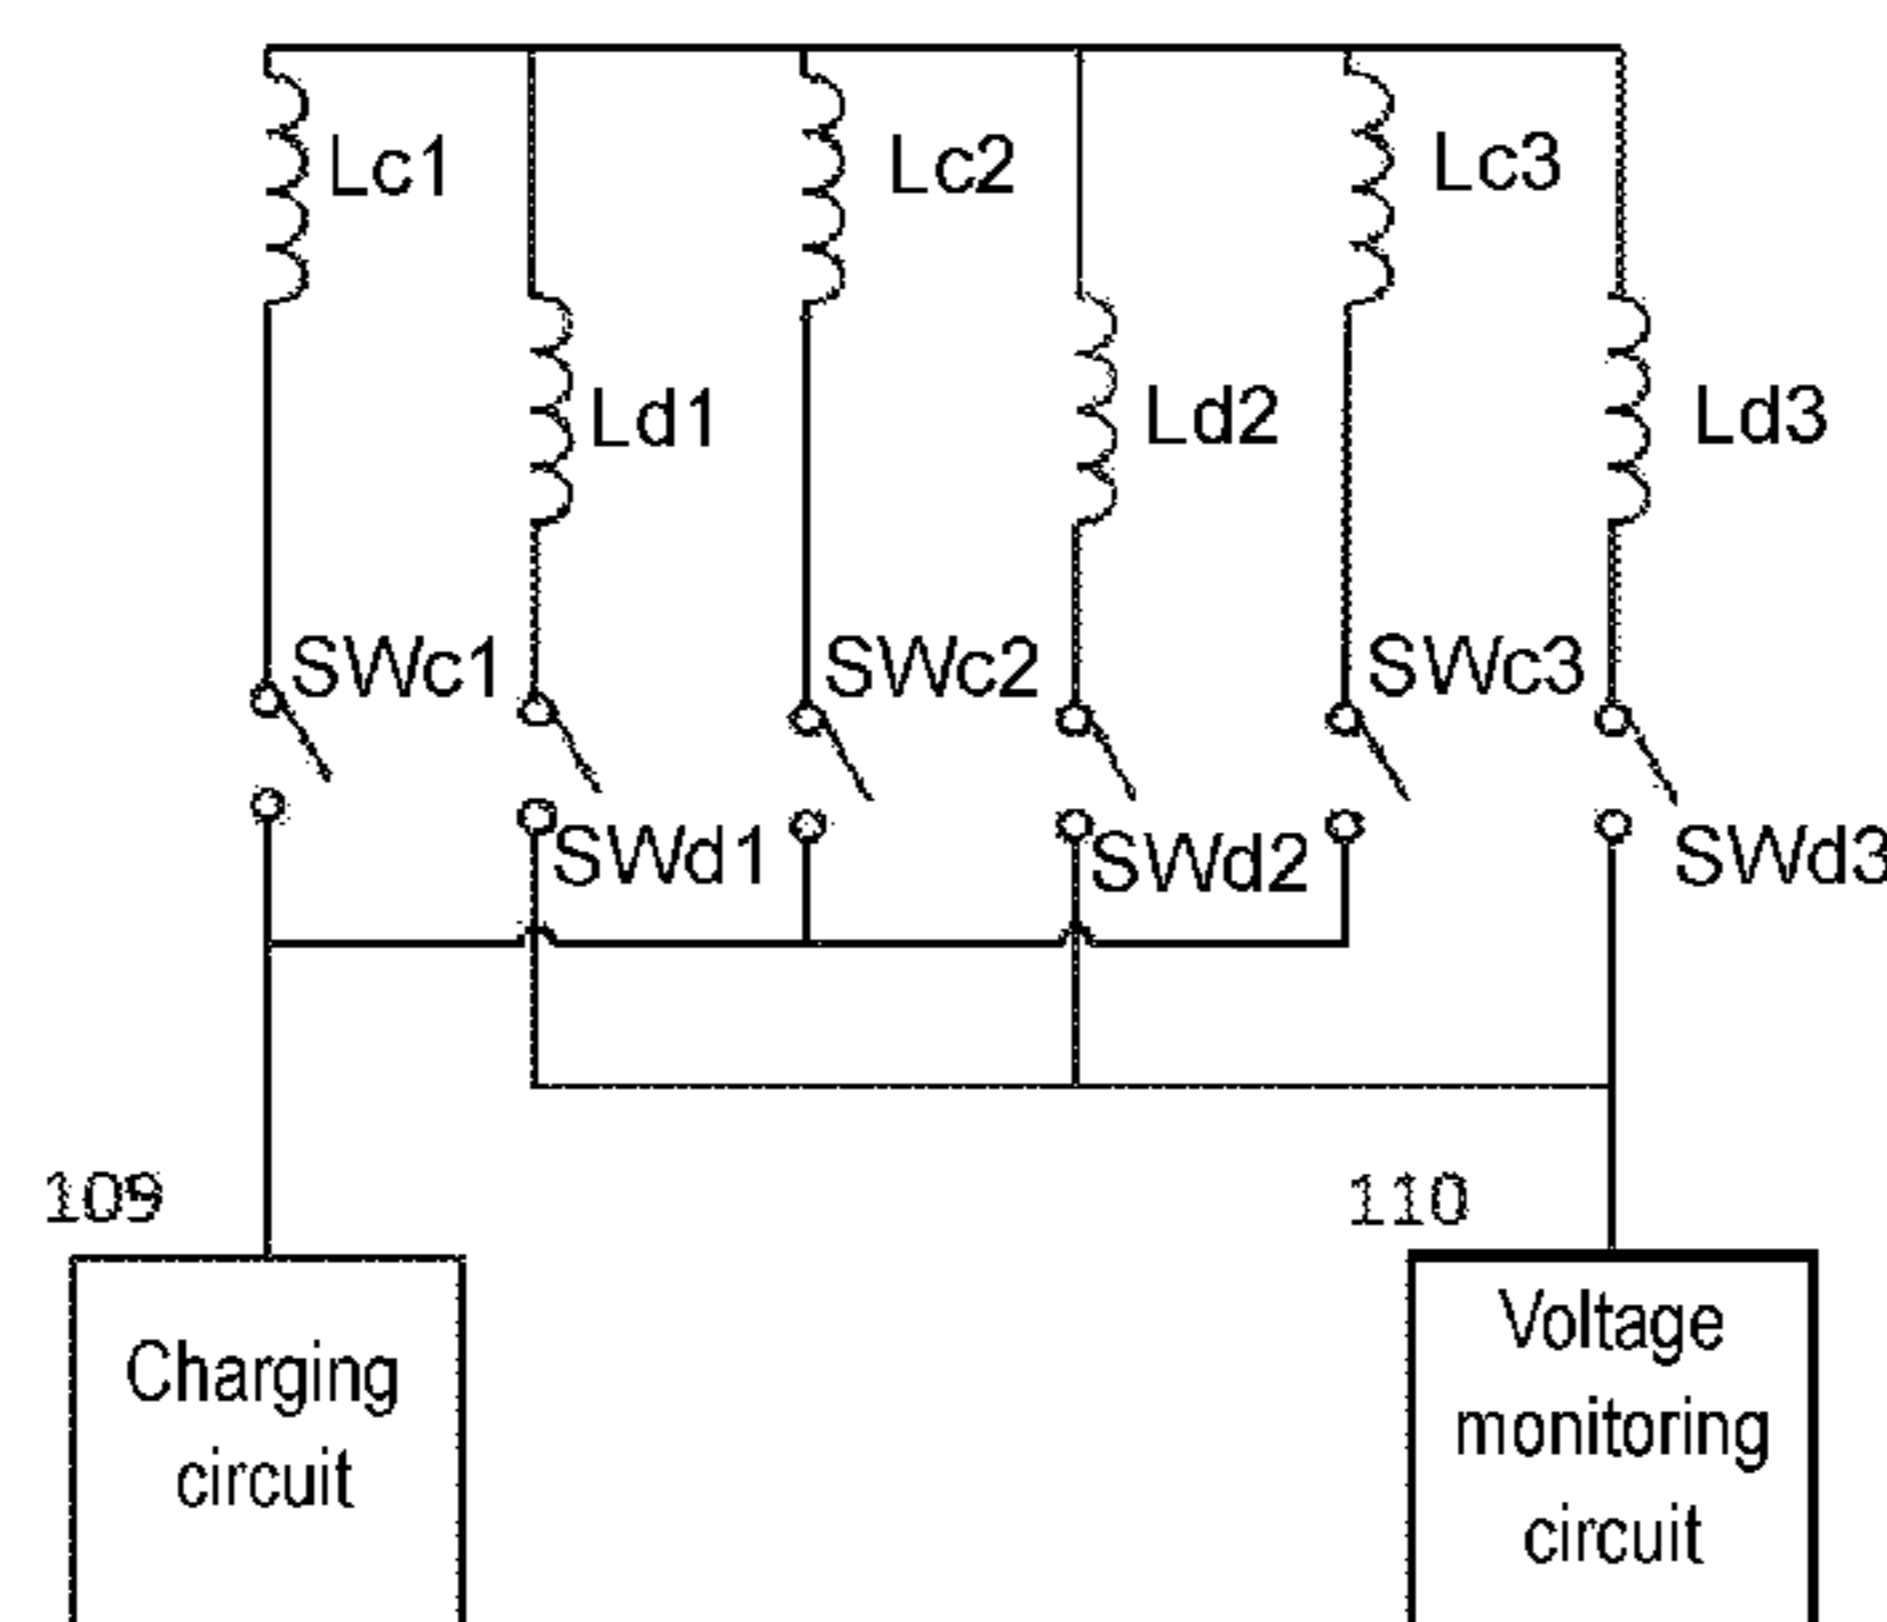 Lc1
Lc2
Lc3
Ld1
Ld2
Ld3
SWc1
SWc2
SWc3
SWd1
SWd2
SWd3
109
110
Charging
circuit
Voltage
monitoring
circuit